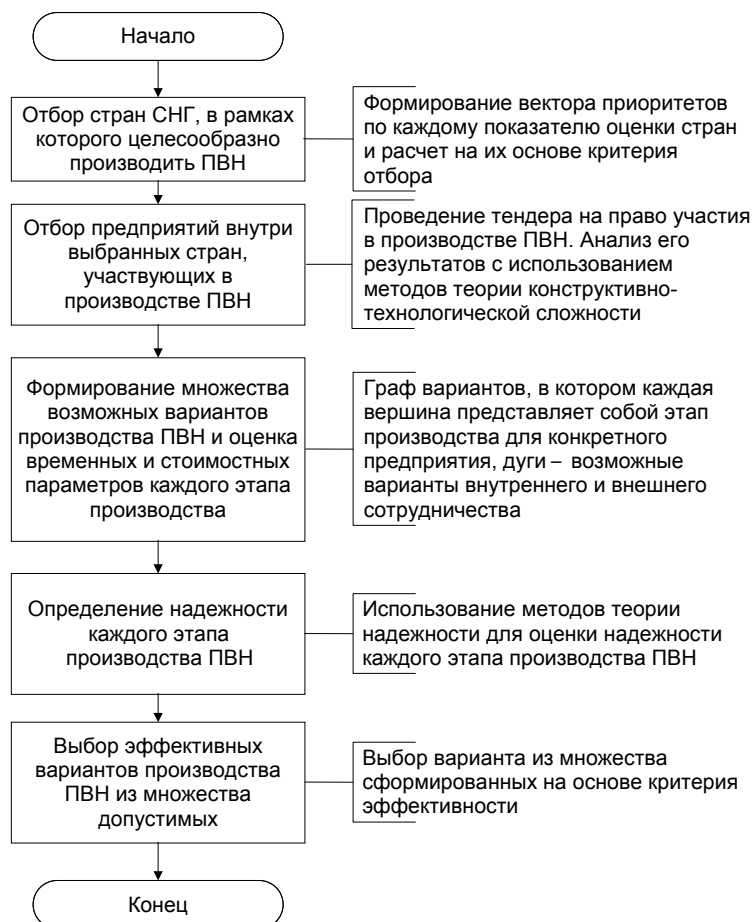 Начало
Отбор стран СНГ, в рамках
которого целесообразно
производить ПВН
Формирование вектора приоритетов
по каждому показателю оценки стран
и расчет на их основе критерия
отбора
Отбор предприятий внутри
выбранных стран,
участвующих в
производстве ПВН
Проведение тендера на право участия
в производстве ПВН. Анализ его
результатов с использованием
методов теории конструктивно-
технологической сложности
Формирование множества
возможных вариантов
производства ПВН и оценка
временных и стоимостных
параметров каждого этапа
производства
Граф вариантов, в котором каждая
вершина представляет собой этап
производства для конкретного
предприятия, дуги – возможные
варианты внутреннего и внешнего
сотрудничества
Определение надежности
каждого этапа
производства ПВН
Использование методов теории
надежности для оценки надежности
каждого этапа производства ПВН
Выбор эффективных
вариантов производства
ПВН из множества
допустимых
Выбор варианта из множества
сформированных на основе критерия
эффективности
Конец